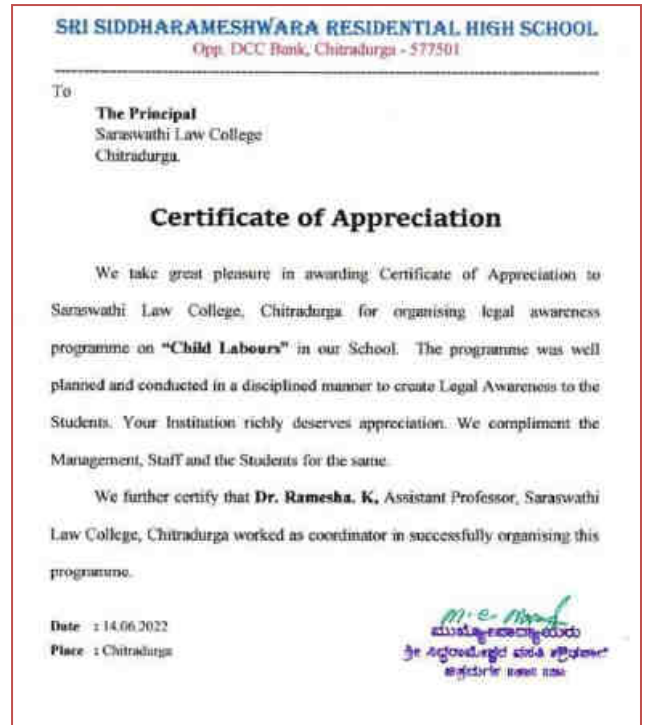 SRI SIDDHARAMESHWARA RESIDENTIAL HIGH SCHOOL
Opp. DCC Bank, Chitradurga - 577501
To
The Principal
Saraswathi Law College
Chitradurga.
Certificate of Appreciation
We take great pleasure in awarding Certificate of Appreciation to
Saraswathi Law College, Chitradurga for organising legal awareness
programme on "Child Labours" in our School. The programme was well
planned and conducted in a disciplined manner to create Legal Awareness to the
Students. Your Institution richly deserves appreciation. We compliment the
Management, Staff and the Students for the same.
We further certify that Dr. Ramesha. K, Assistant Professor, Saraswathi
Law College, Chitradurga worked as coordinator in successfully organising this
programme.
Date : 14.06.2022
Place : Chitradurga
ಮುಖ್ಯೋಪಾಧ್ಯಾಯರು
ಶ್ರೀ ಸಿದ್ಧರಾಮೇಶ್ವರ ವಸತಿ ಪ್ರೌಢಶಾಲೆ
ಚಿತ್ರದುರ್ಗ